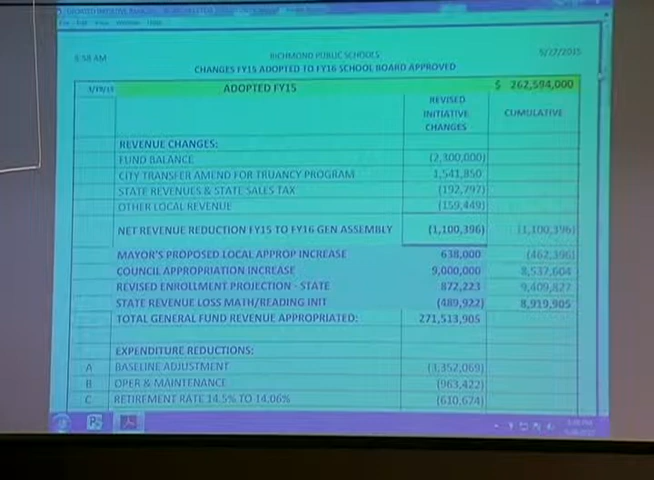 8:58 AM
RICHMOND PUBLIC SCHOOLS
5/27/2015
CHANGES FY15 ADOPTED TO FY16 SCHOOL BOARD APPROVED
ADOPTED FY15 $ 262,594,000
REVISED INITIATIVE CHANGES
CUMULATIVE
REVENUE CHANGES:
FUND BALANCE (2,300,000)
CITY TRANSFER AMEND FOR TRUANCY PROGRAM 1,541,850
STATE REVENUES & STATE SALES TAX (192,797)
OTHER LOCAL REVENUE (159,449)
NET REVENUE REDUCTION FY15 TO FY16 GEN ASSEMBLY (1,100,396) (1,100,396)
MAYOR'S PROPOSED LOCAL APPROP INCREASE 638,000 (462,396)
COUNCIL APPROPRIATION INCREASE 9,000,000 8,537,604
REVISED ENROLLMENT PROJECTION - STATE 872,223 9,409,827
STATE REVENUE LOSS MATH/READING INIT (489,922) 8,919,905
TOTAL GENERAL FUND REVENUE APPROPRIATED: 271,513,905
EXPENDITURE REDUCTIONS:
A BASELINE ADJUSTMENT (3,352,069)
B OPER & MAINTENANCE (963,422)
C RETIREMENT RATE 14.5% TO 14.06% (610,674)